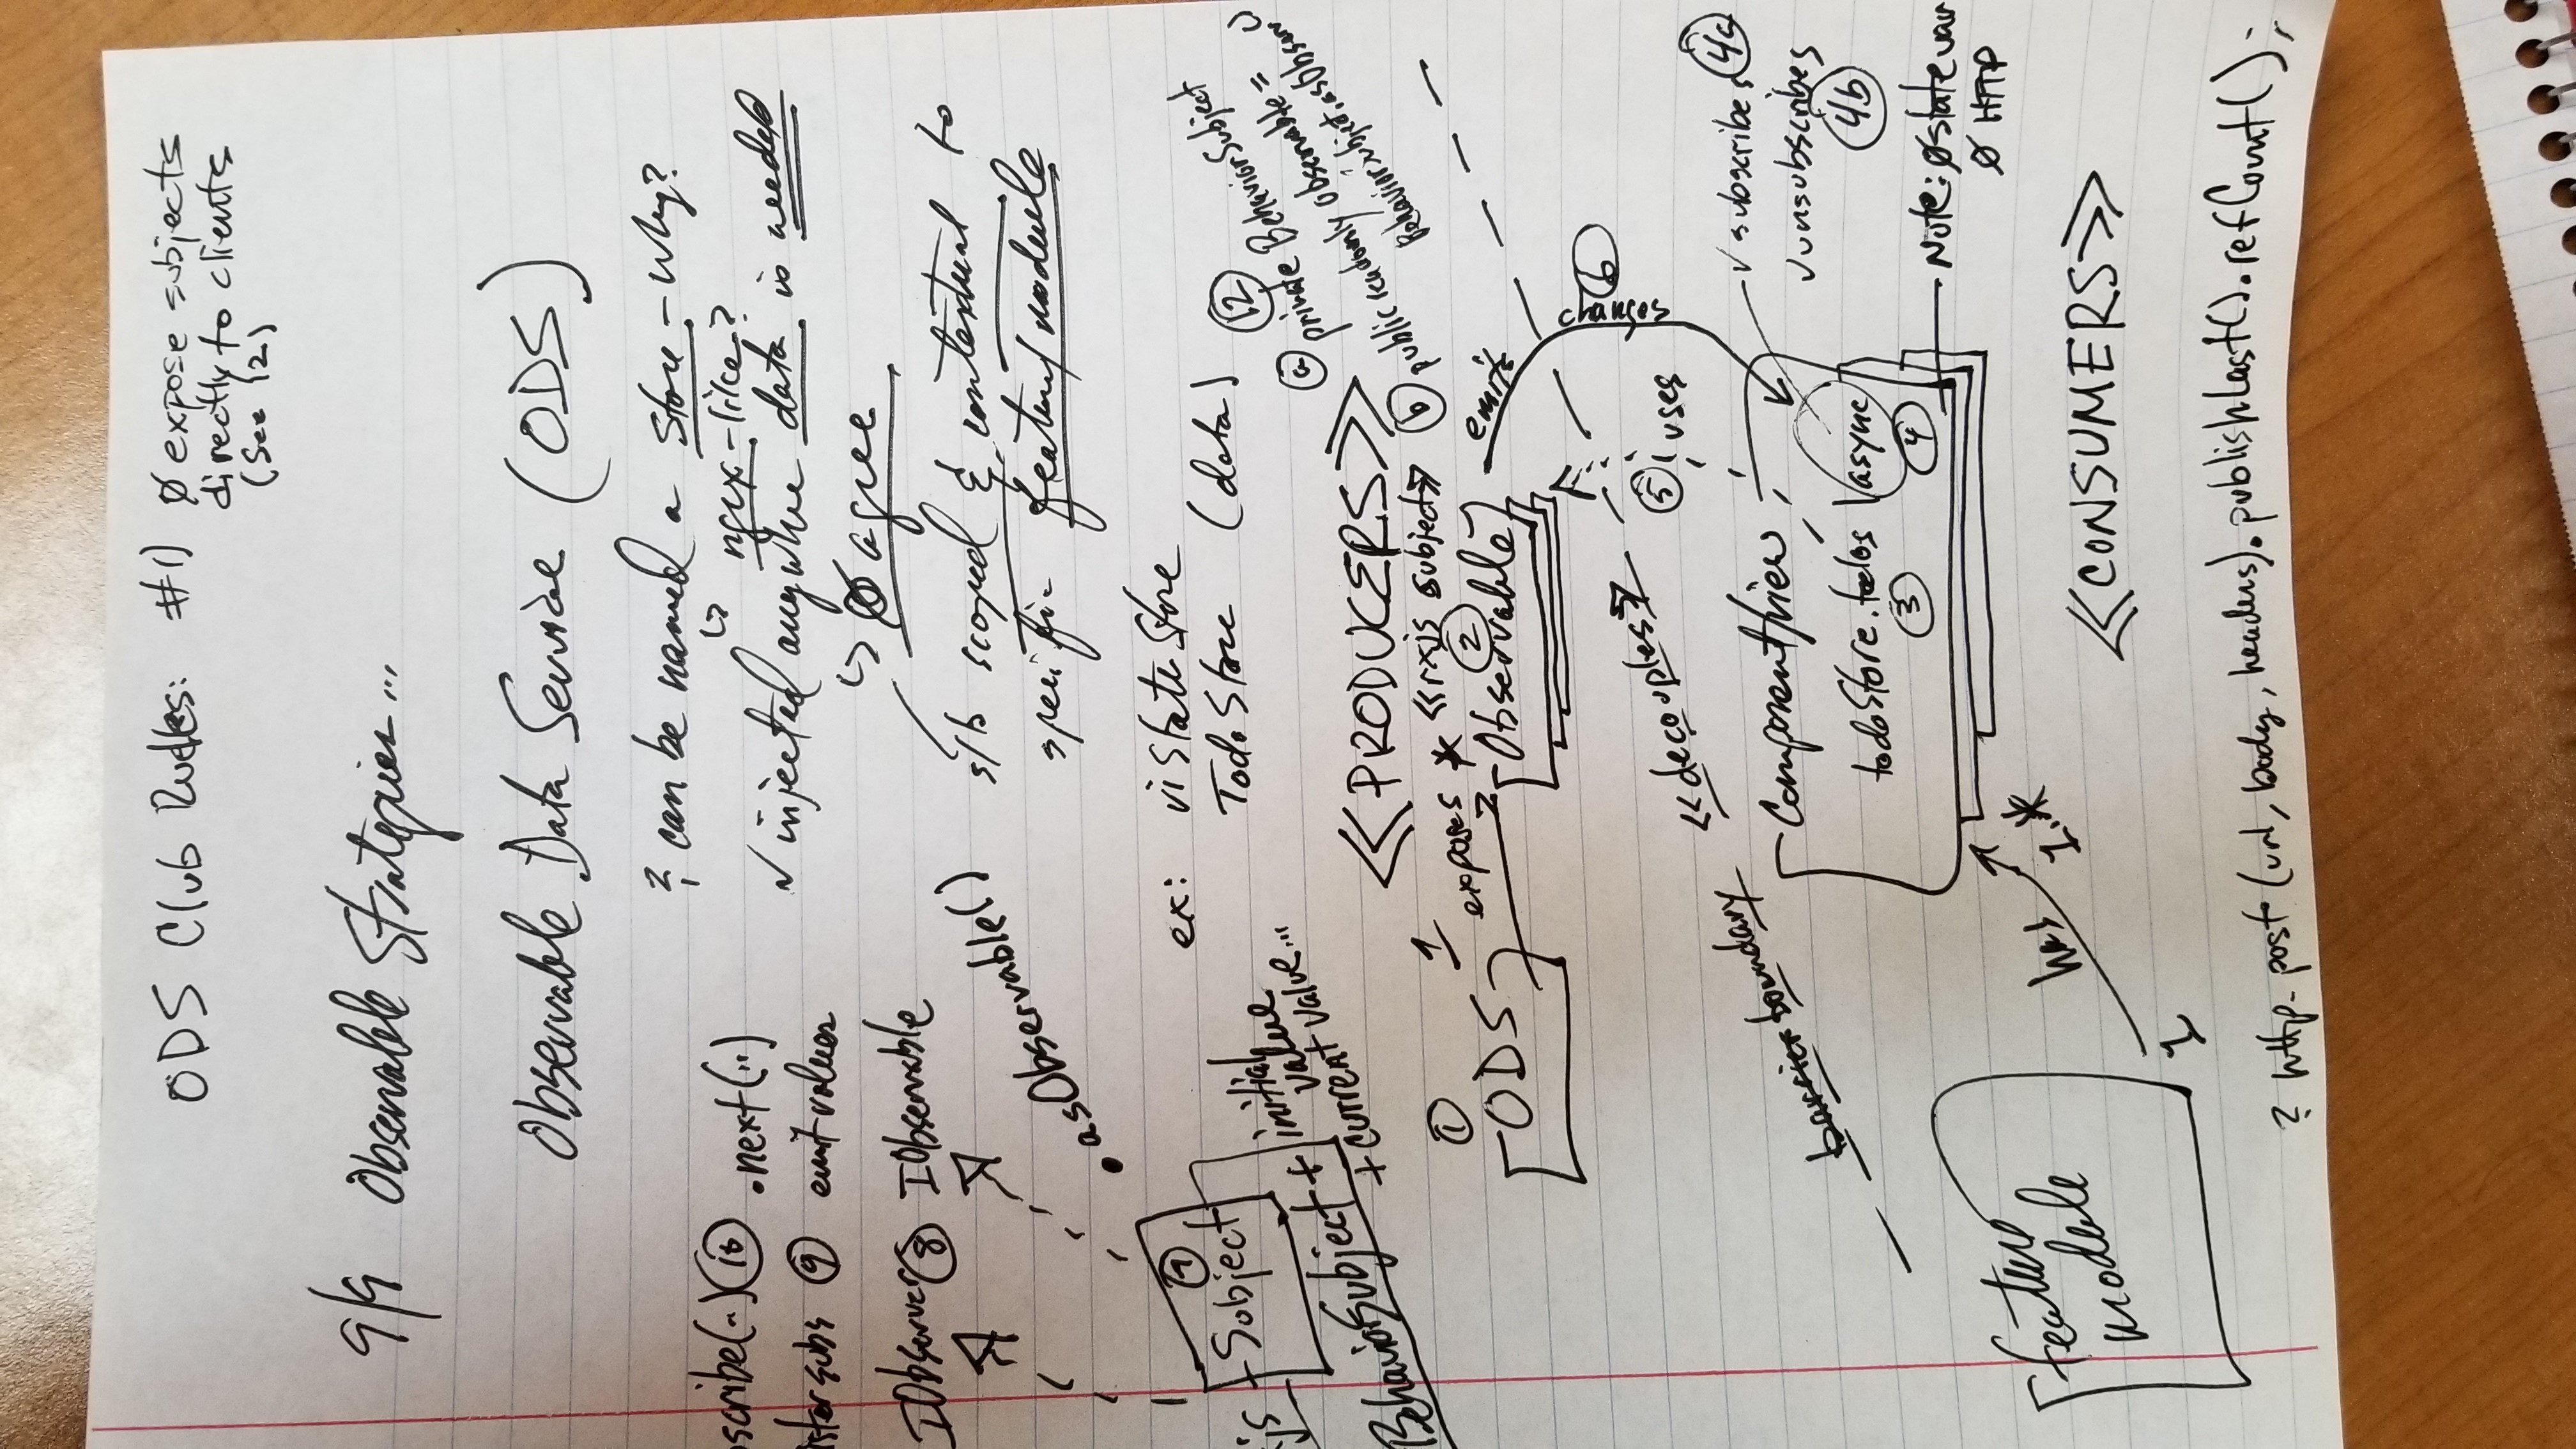 ODS Club Rules: #1) Ø expose subjects
directly to clients
(See 12)
9/9 Observable Strategies...
Observable Data Service (ODS)
? can be named a store - why?
↳ ngrx-like?
✓ injected anywhere data is needed
↳ Ø agree
s/b scoped & contextual to
specific feature/module
scribe(..) 10 .next(..)
ister subs 9 emit values
IObserver 8 IObservable
.asObservable()
7
js
Subject
BehaviorSubject + initial
value
+ current value...
ex: viStateStore
TodoStore (data)
12
a private BehaviorSubject
b public readonly observable =
BehaviorSubject.asObserv()
<<PRODUCERS>>
1 ODS
1 exposes * <<rxjs subject>>
2
Observable
emits
changes 6
<<decouples>>
5 uses
barrier boundary
Component/view
todoStore.todos | async
3 4
✓ subscribes 4a
✓ unsubscribes
4b
Note: Ø state var
Ø HTTP
feature
module
1 has 1.*
<<CONSUMERS>>
? http.post (url, body, headers).publishLast().refCount();